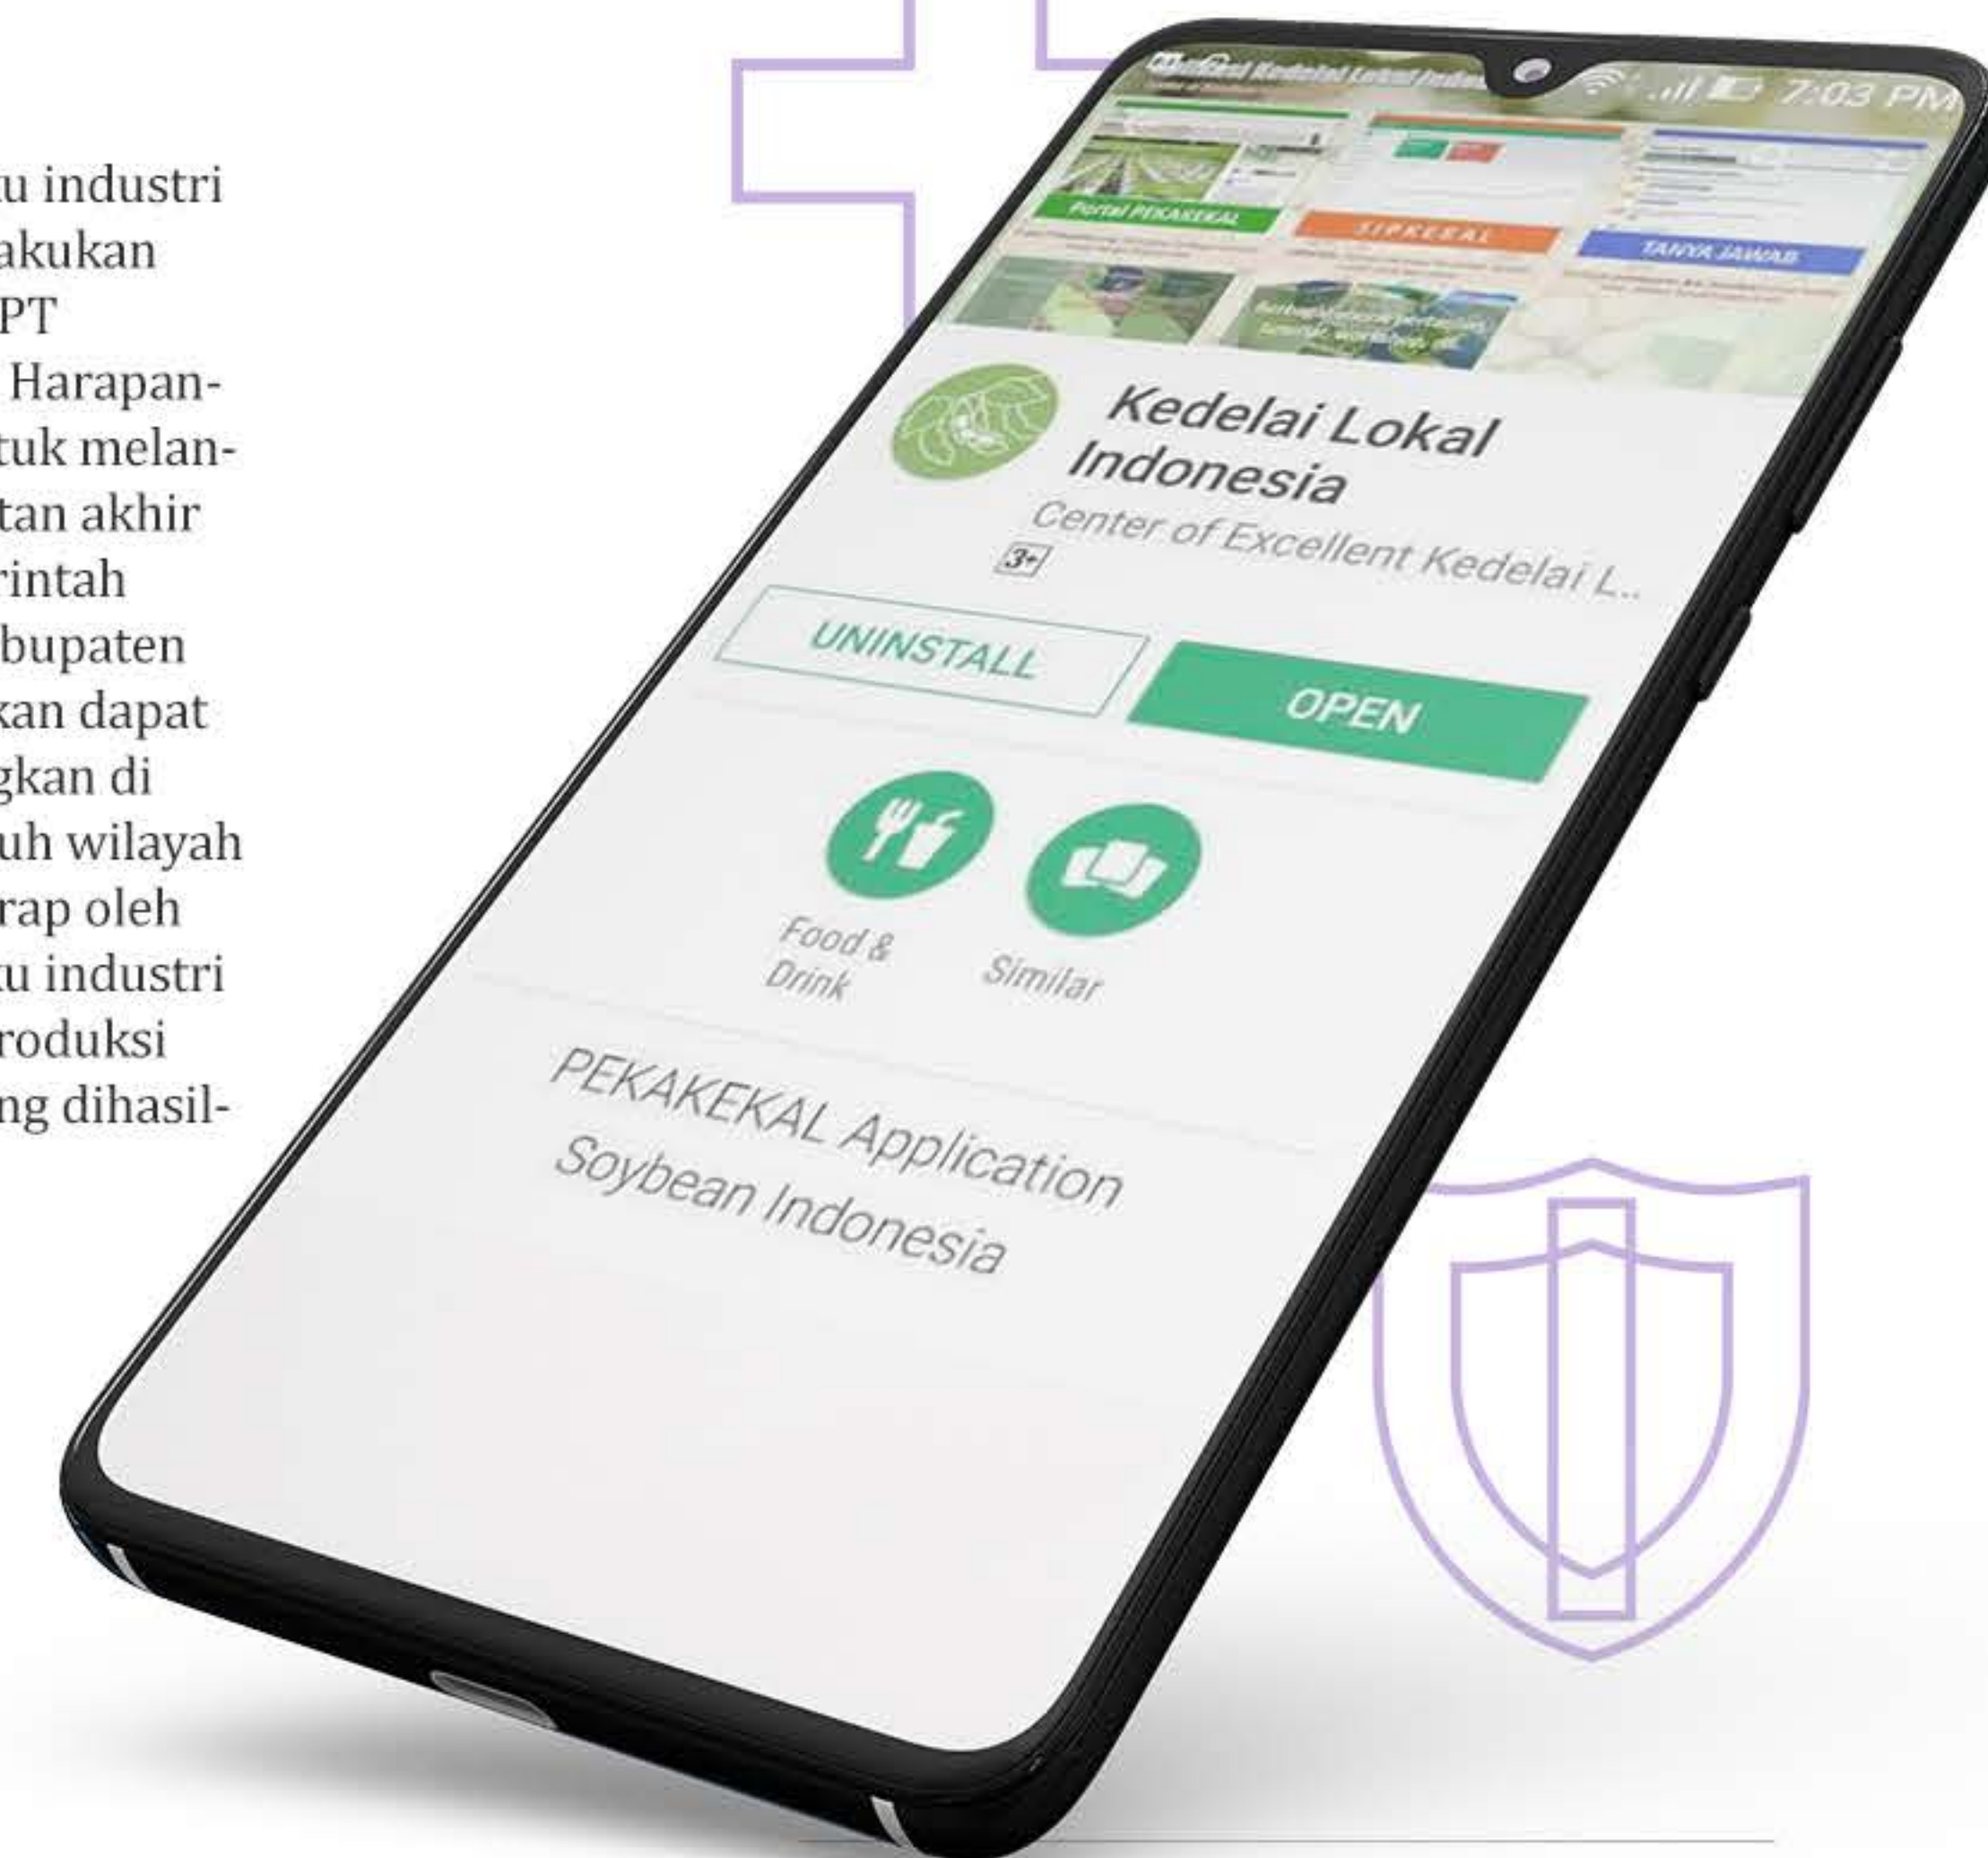 u industri
akukan
PT
Harapan-
tuk melan-
tan akhir
rintah
bupaten
kan dapat
gkan di
uh wilayah
rap oleh
u industri
roduksi
ng dihasil-
7:03 PM
Portal PEKASEKAL
SIPKEKAL
TANYA JAWAB
Kedelai Lokal
Indonesia
Center of Excellent Kedelai L..
3+
UNINSTALL
OPEN
Food &
Drink
Similar
PEKAKEKAL Application
Soybean Indonesia